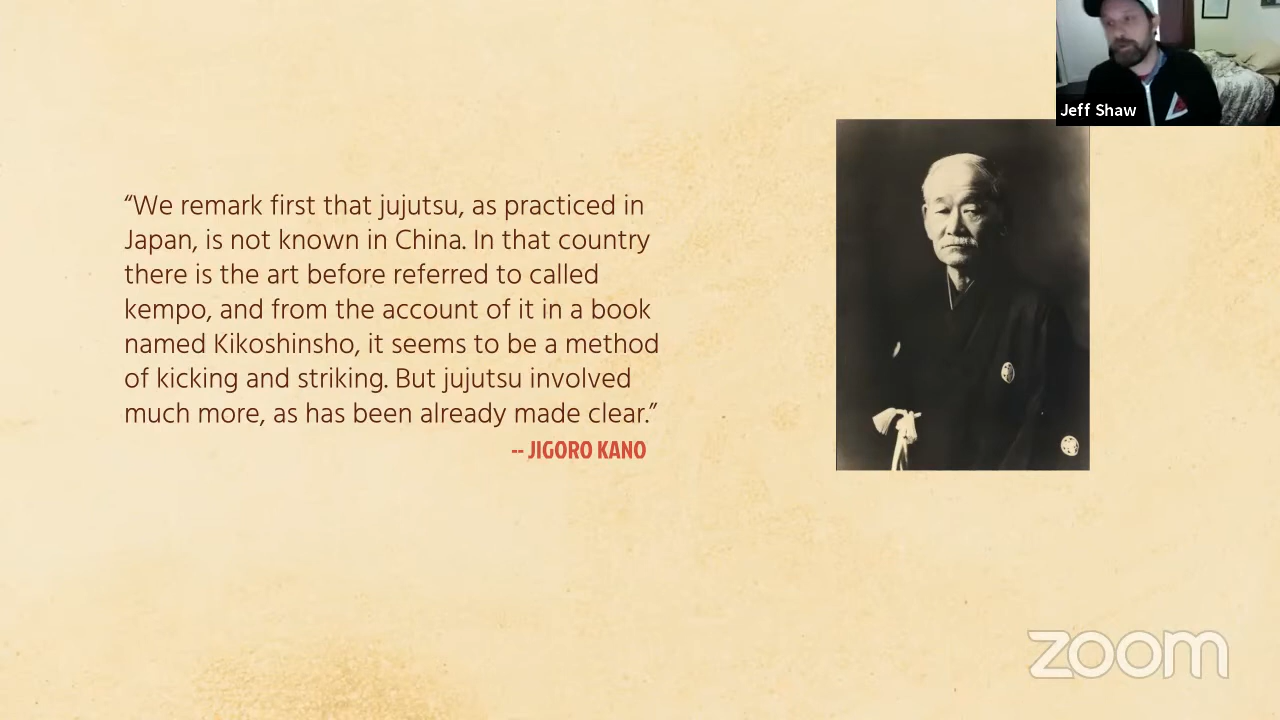 Jeff Shaw
“We remark first that jujutsu, as practiced in
Japan, is not known in China. In that country
there is the art before referred to called
kempo, and from the account of it in a book
named Kikoshinsho, it seems to be a method
of kicking and striking. But jujutsu involved
much more, as has been already made clear.”
-- JIGORO KANO
zoom